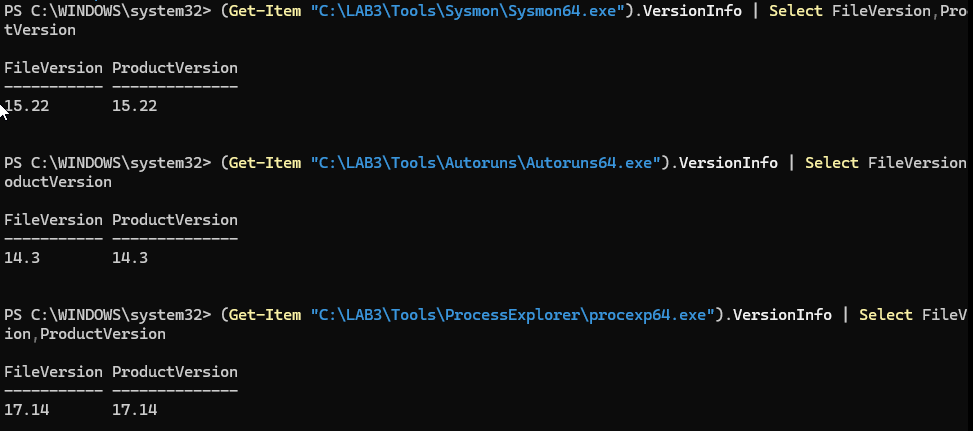 PS C:\WINDOWS\system32> (Get-Item "C:\LAB3\Tools\Sysmon\Sysmon64.exe").VersionInfo | Select FileVersion,Pro
tVersion
FileVersion ProductVersion
----------- --------------
15.22       15.22
PS C:\WINDOWS\system32> (Get-Item "C:\LAB3\Tools\Autoruns\Autoruns64.exe").VersionInfo | Select FileVersion
oductVersion
FileVersion ProductVersion
----------- --------------
14.3        14.3
PS C:\WINDOWS\system32> (Get-Item "C:\LAB3\Tools\ProcessExplorer\procexp64.exe").VersionInfo | Select FileV
ion,ProductVersion
FileVersion ProductVersion
----------- --------------
17.14       17.14